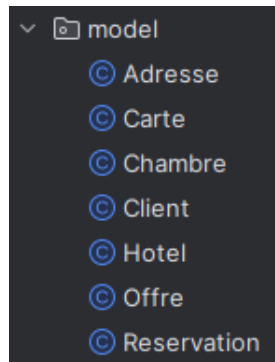 model
Adresse
Carte
Chambre
Client
Hotel
Offre
Reservation